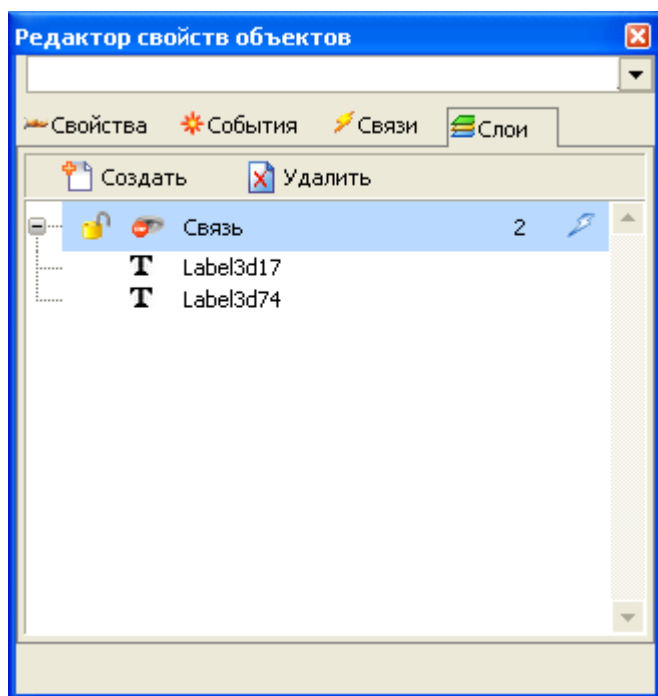 Редактор свойств объектов
Свойства События Связи Слои
Создать Удалить
Связь 2
T Label3d17
T Label3d74